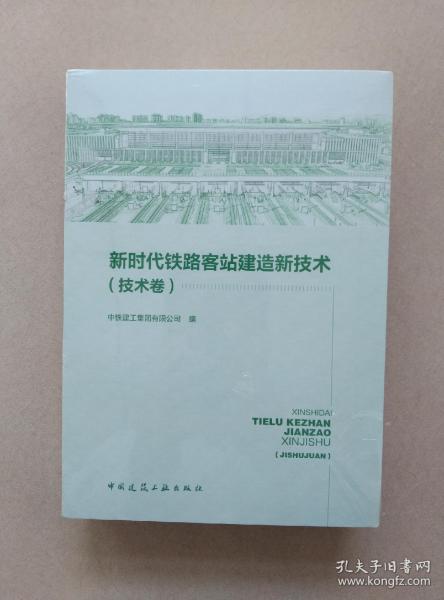 新时代铁路客站建造新技术
（技术卷）
中铁建工集团有限公司 编
XINSHIDAI
TIELU KEZHAN
JIANZAO
XINJISHU
(JISHUJUAN)
中国建筑工业出版社
孔夫子旧书网
www.kongfz.com